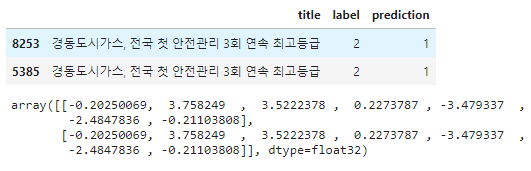 title label prediction
8253 경동도시가스, 전국 첫 안전관리 3회 연속 최고등급 2 1
5385 경동도시가스, 전국 첫 안전관리 3회 연속 최고등급 2 1
array([[-0.20250069, 3.758249 , 3.5222378 , 0.2273787 , -3.479337 ,
-2.4847836 , -0.21103808],
[-0.20250069, 3.758249 , 3.5222378 , 0.2273787 , -3.479337 ,
-2.4847836 , -0.21103808]], dtype=float32)